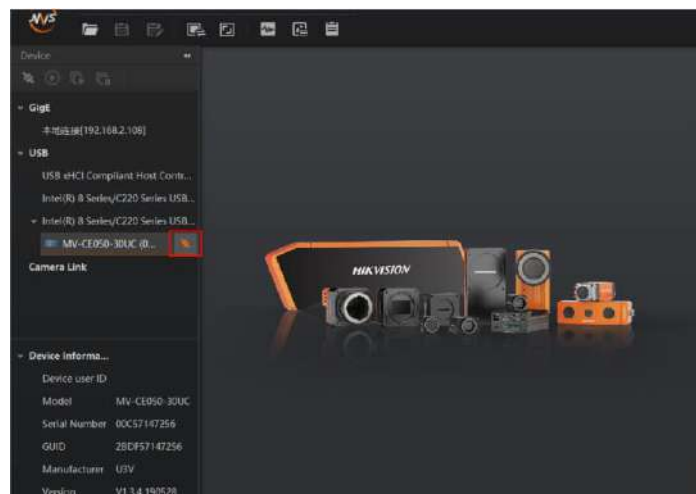 MVS
Device
GigE
本地连接[192.168.2.108]
USB
USB xHCI Compliant Host Contr...
Intel(R) 8 Series/C220 Series USB...
Intel(R) 8 Series/C220 Series USB...
MV-CE050-30UC (0...
Camera Link
HIKVISION
Device Informa...
Device user ID
Model MV-CE050-30UC
Serial Number 00C57147256
GUID 2BDF57147256
Manufacturer U3V
Version V1.3.4 190528